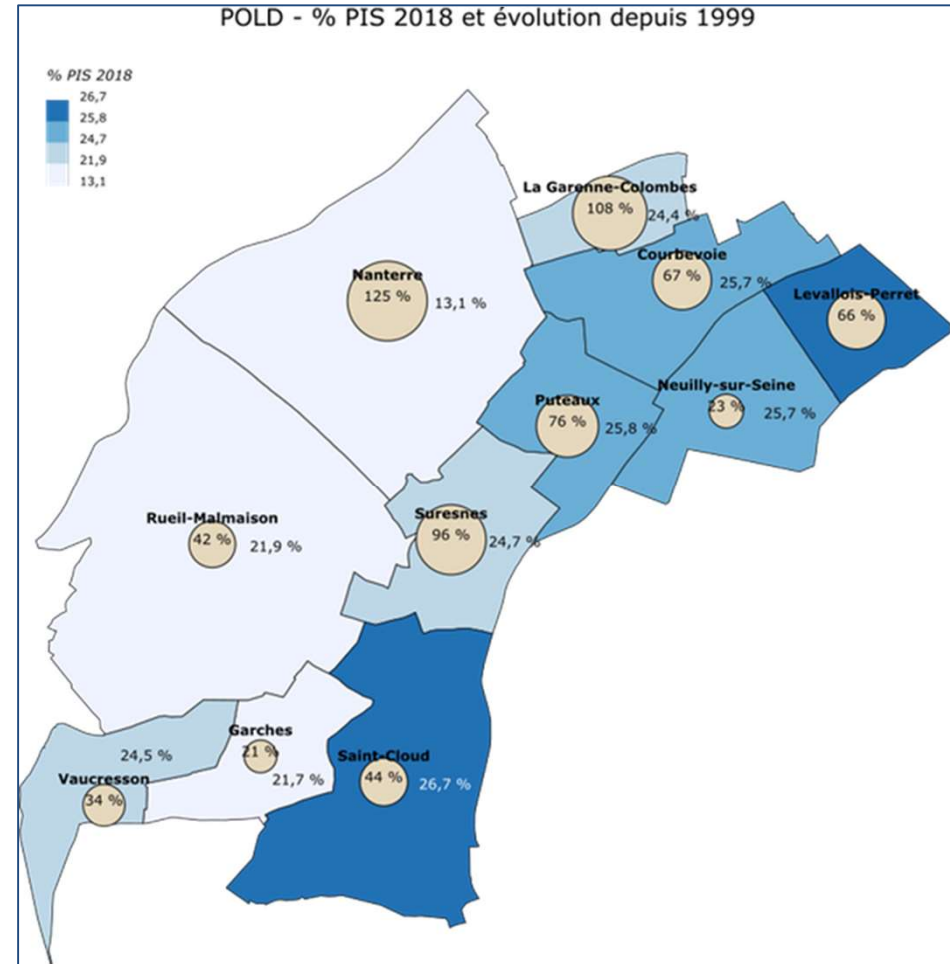 POLD - % PIS 2018 et évolution depuis 1999
% PIS 2018
26,7
25,8
24,7
21,9
13,1
La Garenne-Colombes
108 %
24,4 %
Courbevoie
67 %
25,7 %
Nanterre
125 %
13,1 %
Levallois-Perret
66 %
Neuilly-sur-Seine
23 %
25,7 %
Puteaux
76 %
25,8 %
Suresnes
96 %
24,7 %
Rueil-Malmaison
42 %
21,9 %
Garches
21 %
21,7 %
24,5 %
Vaucresson
34 %
Saint-Cloud
44 %
26,7 %